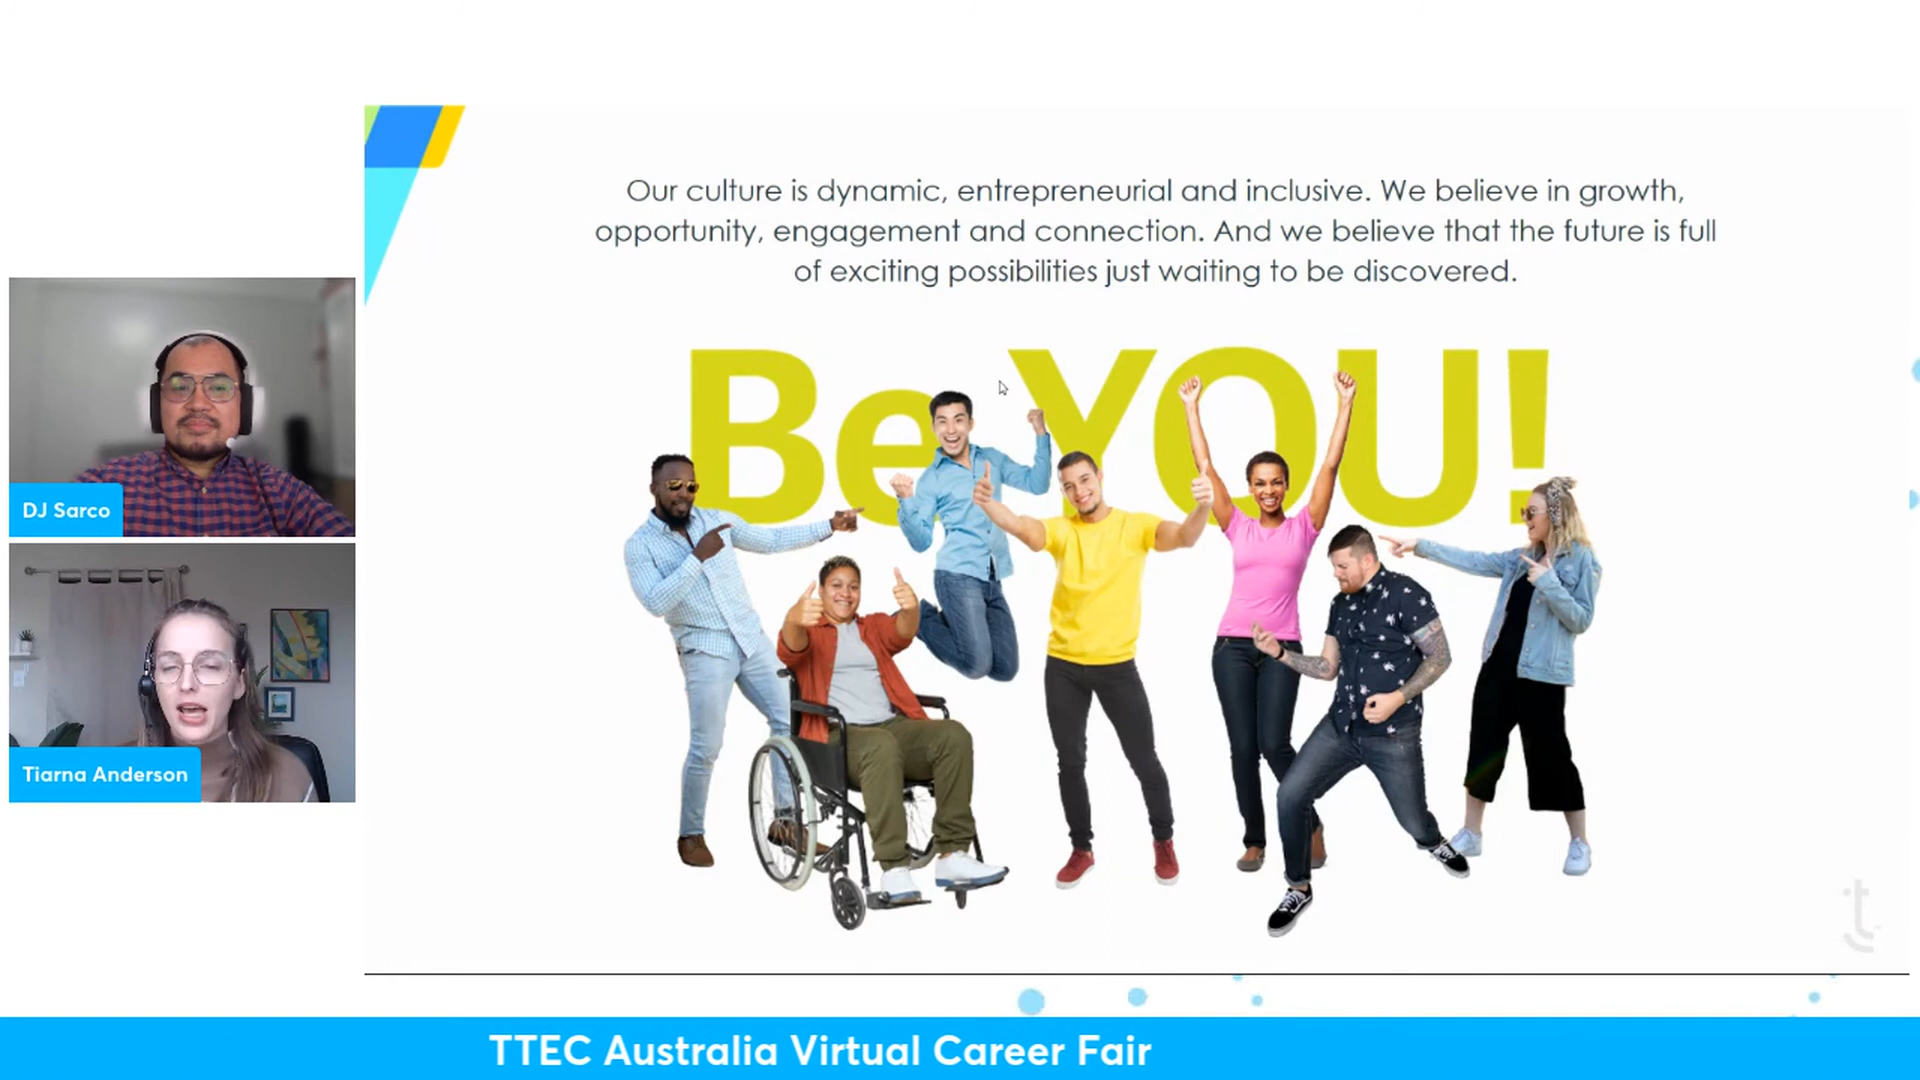 Our culture is dynamic, entrepreneurial and inclusive. We believe in growth,
opportunity, engagement and connection. And we believe that the future is full
of exciting possibilities just waiting to be discovered.
Be YOU!
DJ Sarco
Tiarna Anderson
t
TTEC Australia Virtual Career Fair